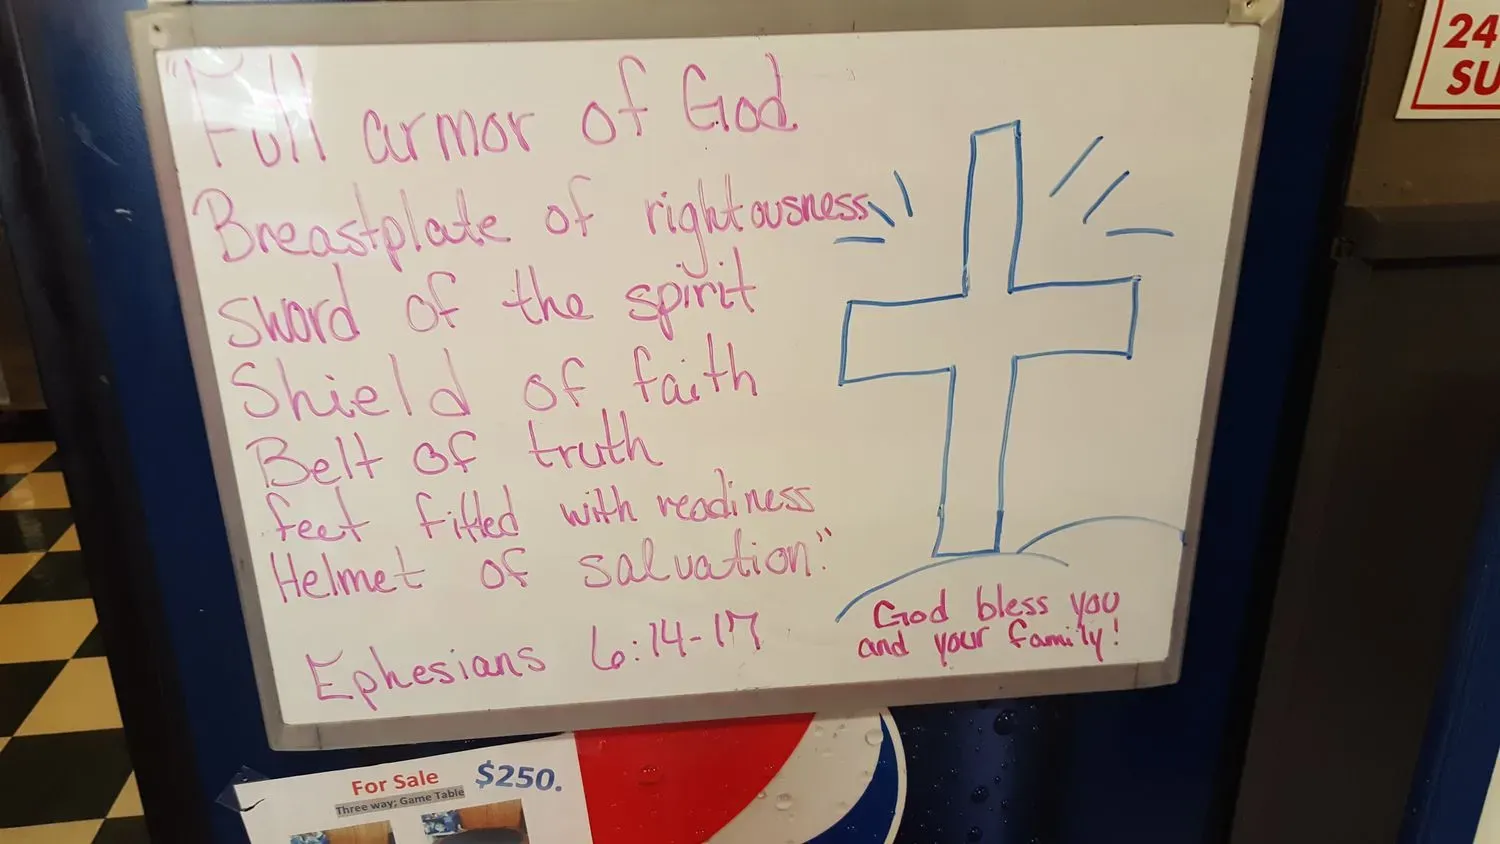 "Full armor of God
Breastplate of rightousness
sword of the spirit
Shield of faith
Belt of truth
feet fitted with readiness
Helmet of salvation."
Ephesians 6:14-17
God bless you
and your family!
For Sale $250.
Three way; Game Table
24
SU